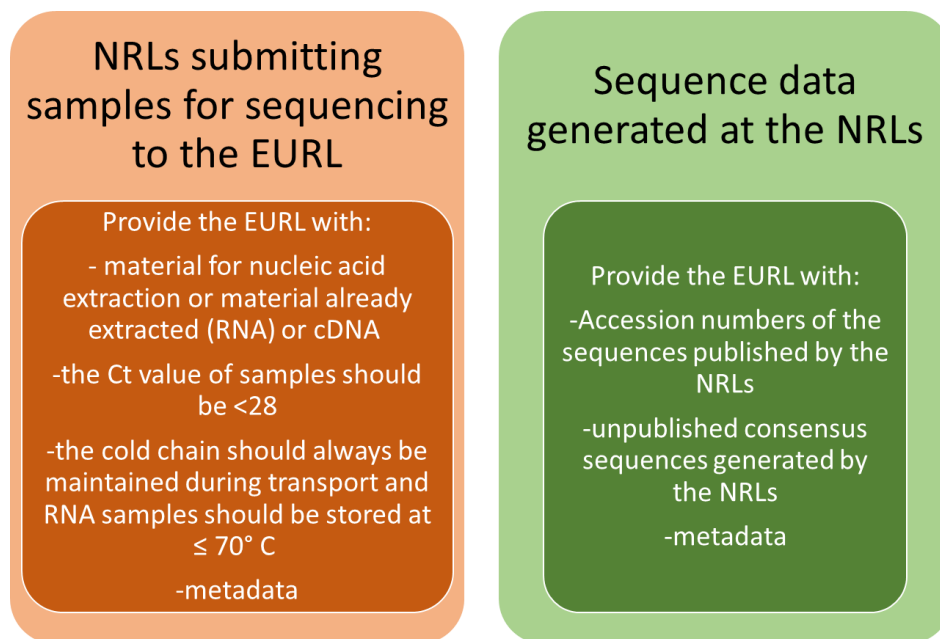 NRLs submitting
samples for sequencing
to the EURL
Provide the EURL with:
- material for nucleic acid
extraction or material already
extracted (RNA) or cDNA
-the Ct value of samples should
be <28
-the cold chain should always be
maintained during transport and
RNA samples should be stored at
≤ 70° C
-metadata
Sequence data
generated at the NRLs
Provide the EURL with:
-Accession numbers of the
sequences published by the
NRLs
-unpublished consensus
sequences generated by
the NRLs
-metadata